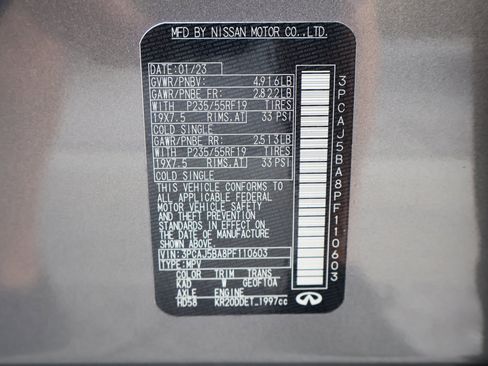 MFD BY NISSAN MOTOR CO.,LTD.
DATE:01/23
GVWR/PNBV: 4916LB
GAWR/PNBE FR: 2822LB
WITH P235/55RF19 TIRES
19X7.5 RIMS,AT 33 PSI
COLD SINGLE
GAWR/PNBE RR: 2513LB
WITH P235/55RF19 TIRES
19X7.5 RIMS,AT 33 PSI
COLD SINGLE
THIS VEHICLE CONFORMS TO
ALL APPLICABLE FEDERAL
MOTOR VEHICLE SAFETY
AND THEFT PREVENTION
STANDARDS IN EFFECT ON
THE DATE OF MANUFACTURE
SHOWN ABOVE.
VIN:3PCAJ5BA8PF110603
TYPE:MPV
COLOR TRIM TRANS
KAD W GE0F10A
AXLE ENGINE
HD58 KR20DDET_1997cc
3PCAJ5BA8PF110603